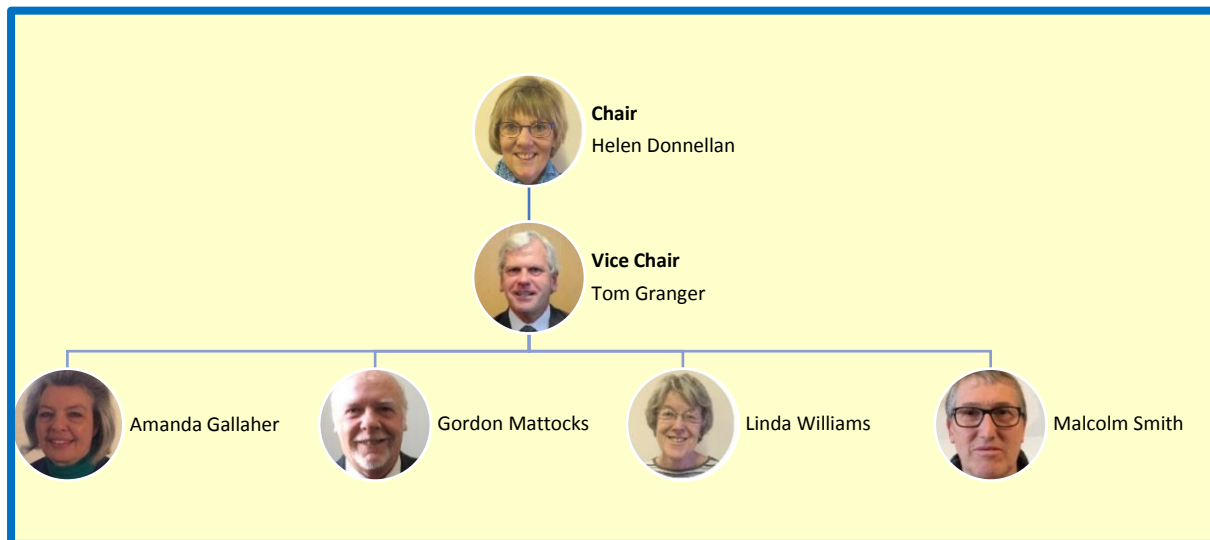 Chair
Helen Donnellan
Vice Chair
Tom Granger
Amanda Gallaher
Gordon Mattocks
Linda Williams
Malcolm Smith